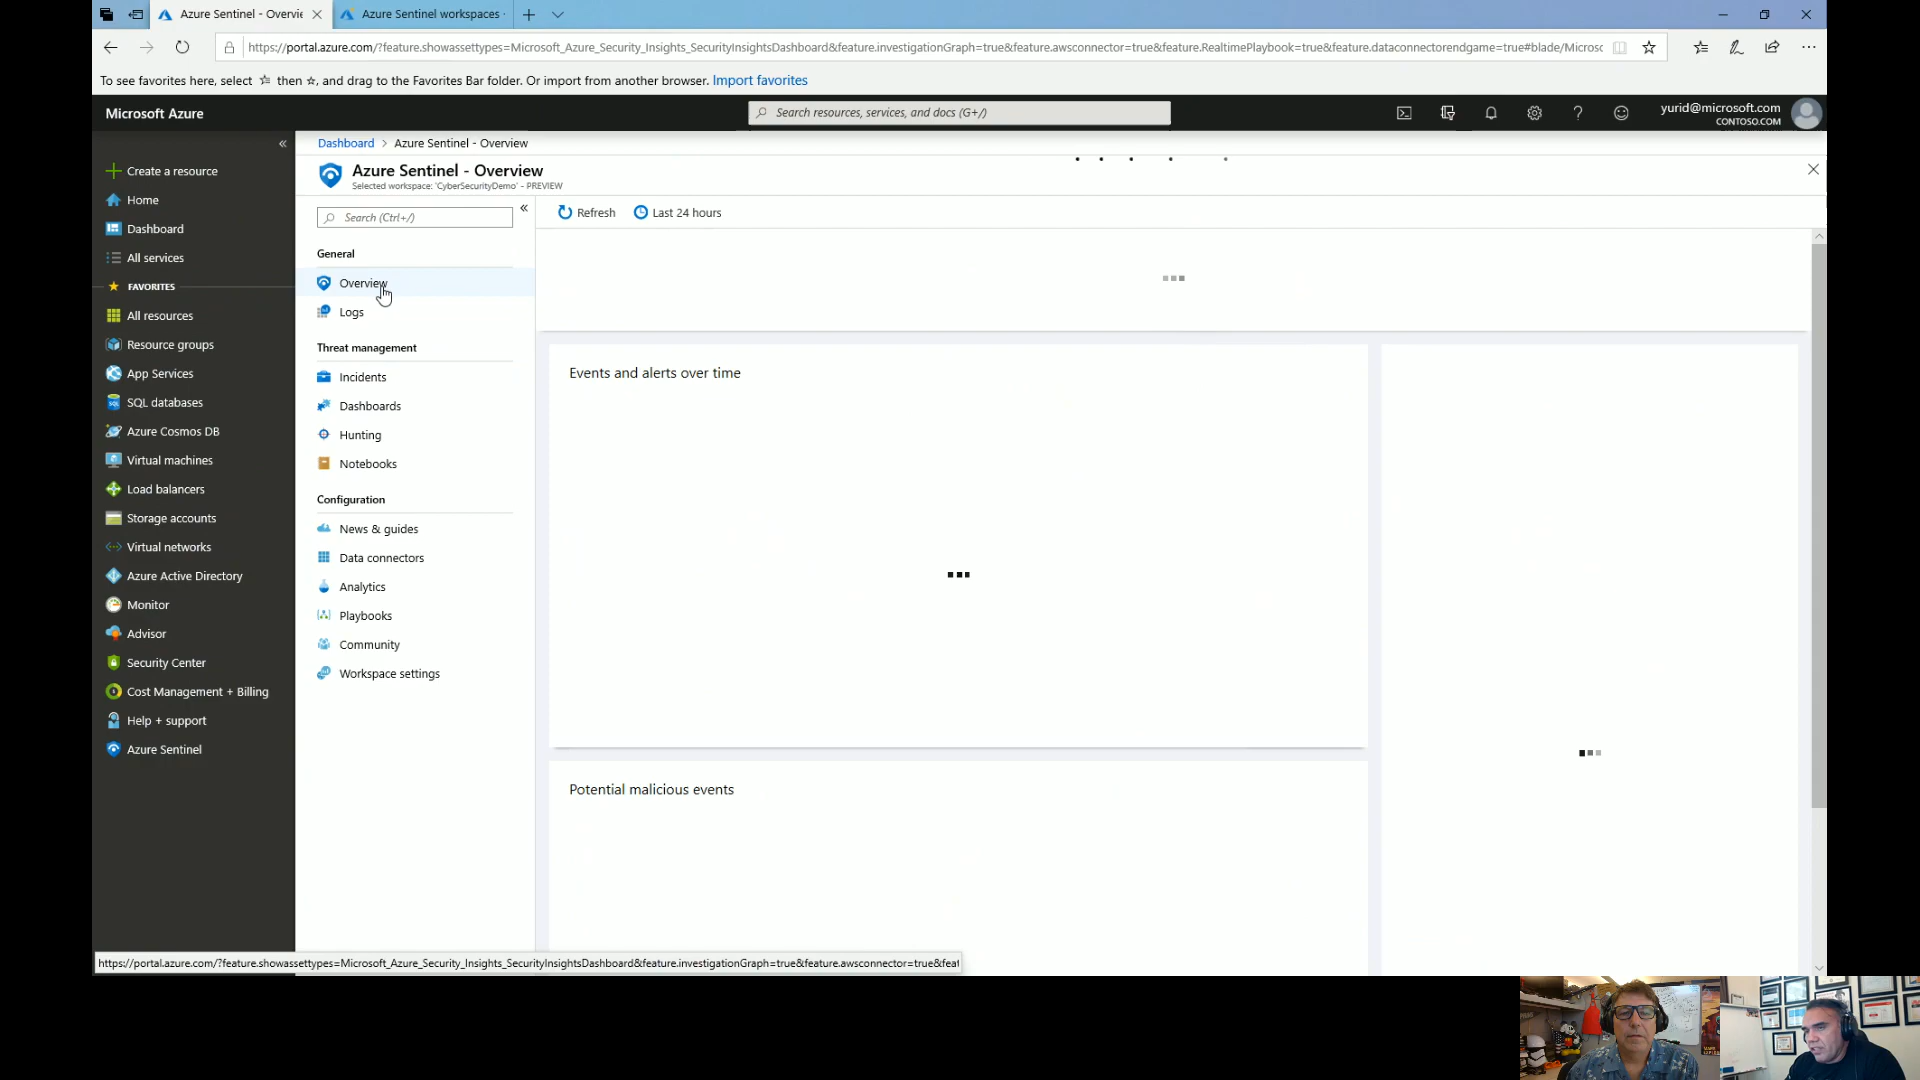 Azure Sentinel - Overvie
Azure Sentinel workspaces
https://portal.azure.com/?feature.showassettypes=Microsoft_Azure_Security_Insights_SecurityInsightsDashboard&feature.investigationGraph=true&feature.awsconnector=true&feature.RealtimePlaybook=true&feature.dataconnectorendgame=true#blade/Microsc
To see favorites here, select ☆ then ☆, and drag to the Favorites Bar folder. Or import from another browser. Import favorites
Microsoft Azure
Search resources, services, and docs (G+/)
yurid@microsoft.com
CONTOSO.COM
Create a resource
Home
Dashboard
All services
FAVORITES
All resources
Resource groups
App Services
SQL databases
Azure Cosmos DB
Virtual machines
Load balancers
Storage accounts
Virtual networks
Azure Active Directory
Monitor
Advisor
Security Center
Cost Management + Billing
Help + support
Azure Sentinel
Dashboard > Azure Sentinel - Overview
Azure Sentinel - Overview
Selected workspace: 'CyberSecurityDemo' - PREVIEW
Search (Ctrl+/)
General
Overview
Logs
Threat management
Incidents
Dashboards
Hunting
Notebooks
Configuration
News & guides
Data connectors
Analytics
Playbooks
Community
Workspace settings
Refresh
Last 24 hours
Events and alerts over time
Potential malicious events
https://portal.azure.com/?feature.showassettypes=Microsoft_Azure_Security_Insights_SecurityInsightsDashboard&feature.investigationGraph=true&feature.awsconnector=true&feat